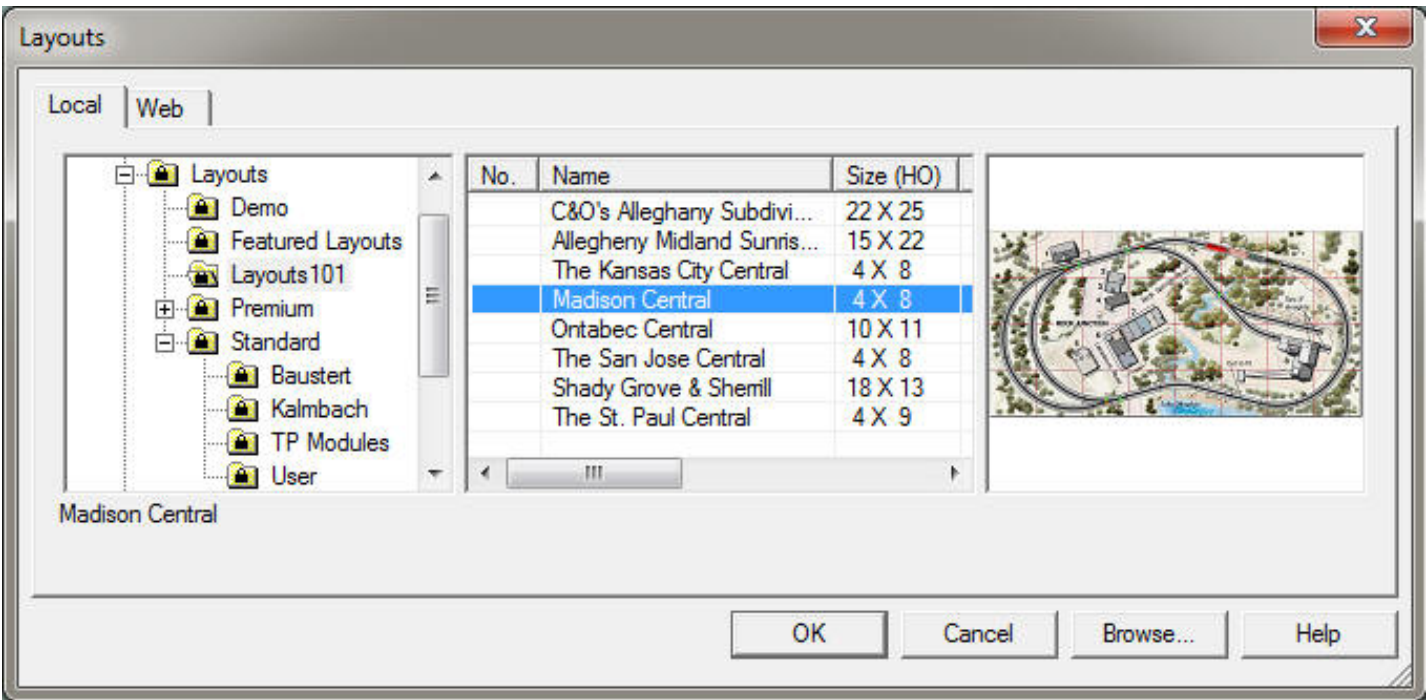 Layouts
Local Web
Layouts
Demo
Featured Layouts
Layouts101
Premium
Standard
Baustert
Kalmbach
TP Modules
User
No. Name Size (HO)
C&O's Alleghany Subdivi... 22 X 25
Allegheny Midland Sunris... 15 X 22
The Kansas City Central 4 X 8
Madison Central 4 X 8
Ontabec Central 10 X 11
The San Jose Central 4 X 8
Shady Grove & Sherrill 18 X 13
The St. Paul Central 4 X 9
Madison Central
OK Cancel Browse... Help